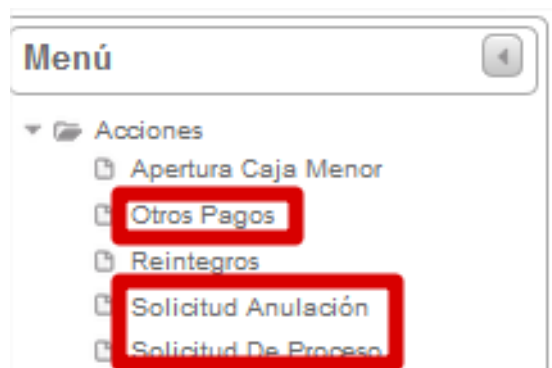 Menú
Acciones
Apertura Caja Menor
Otros Pagos
Reintegros
Solicitud Anulación
Solicitud De Proceso